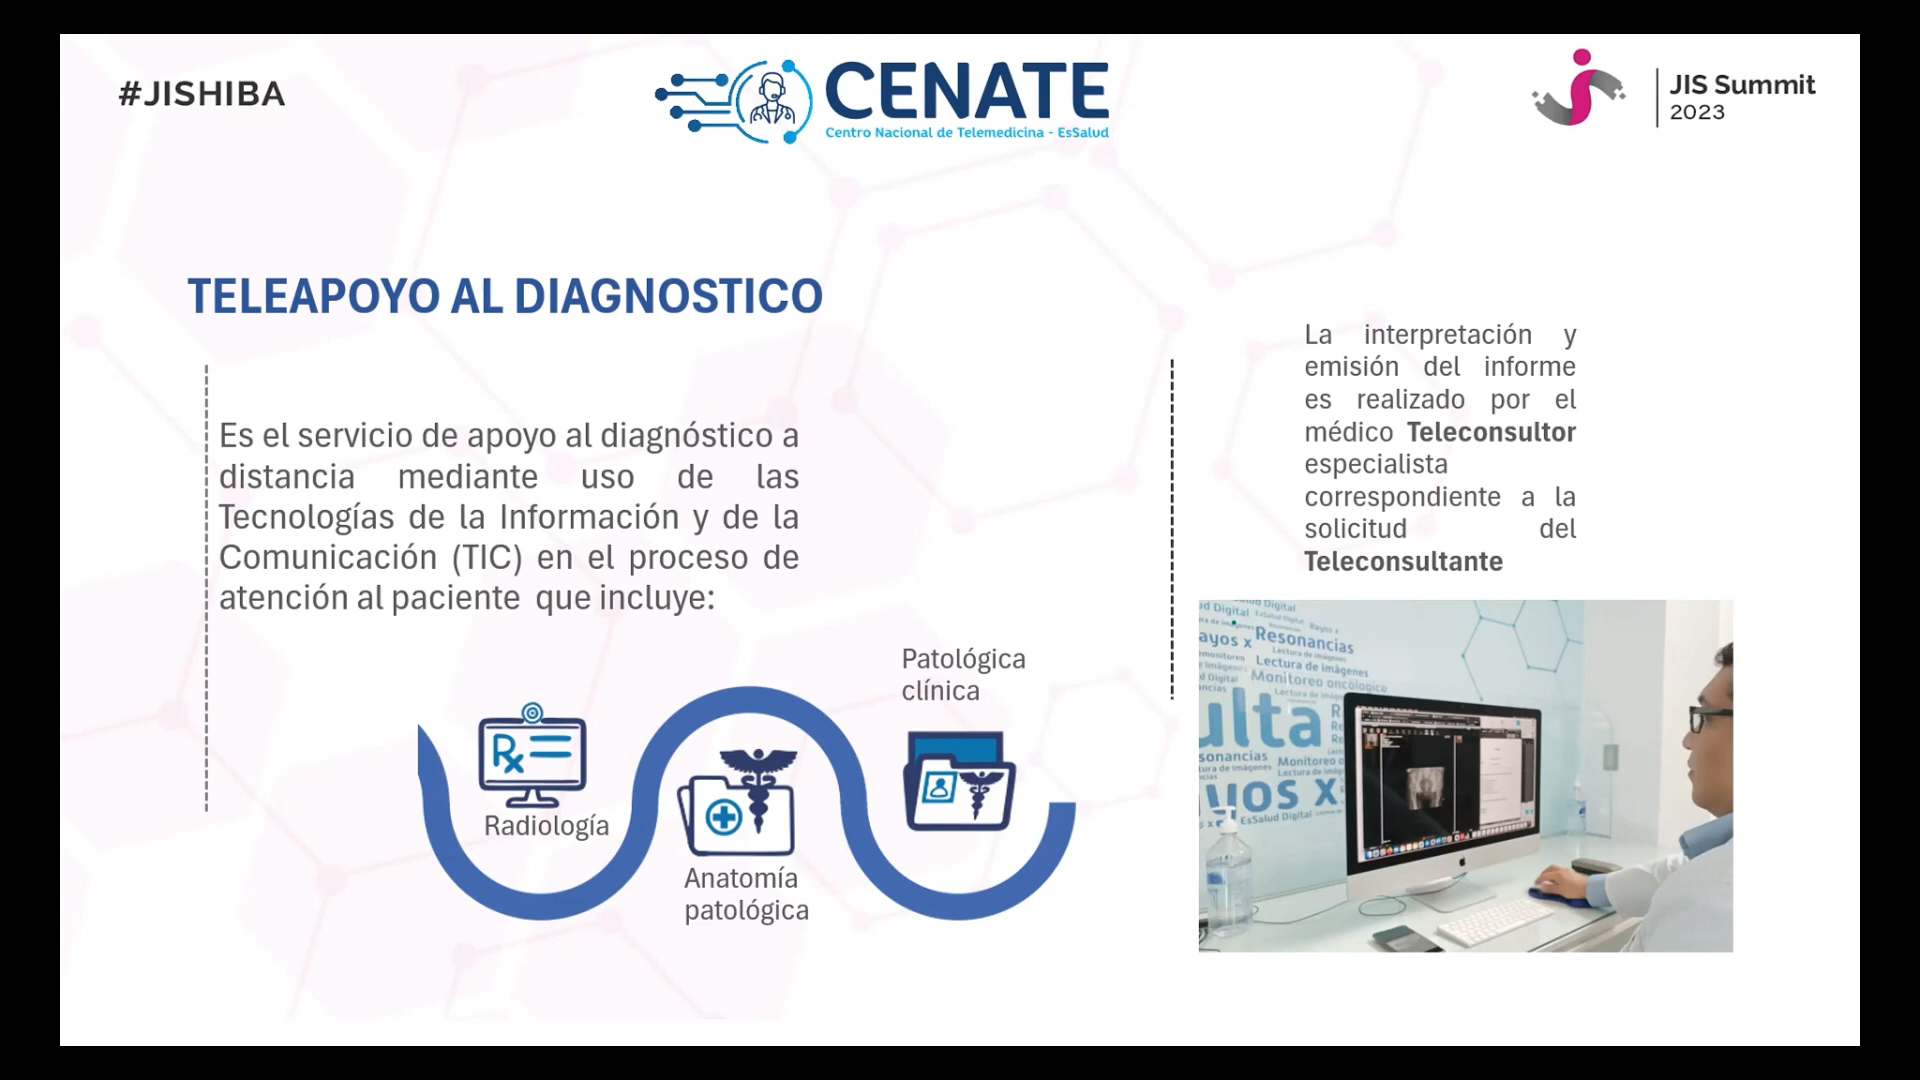 #JISHIBA
CENATE
Centro Nacional de Telemedicina - EsSalud
JIS Summit
2023
TELEAPOYO AL DIAGNOSTICO
Es el servicio de apoyo al diagnóstico a
distancia mediante uso de las
Tecnologías de la Información y de la
Comunicación (TIC) en el proceso de
atención al paciente que incluye:
Radiología
Anatomía
patológica
Patológica
clínica
La interpretación y
emisión del informe
es realizado por el
médico Teleconsultor
especialista
correspondiente a la
solicitud del
Teleconsultante
Resonancias
Lectura de imágenes
Monitoreo oncológico
EsSalud Digital
Rx